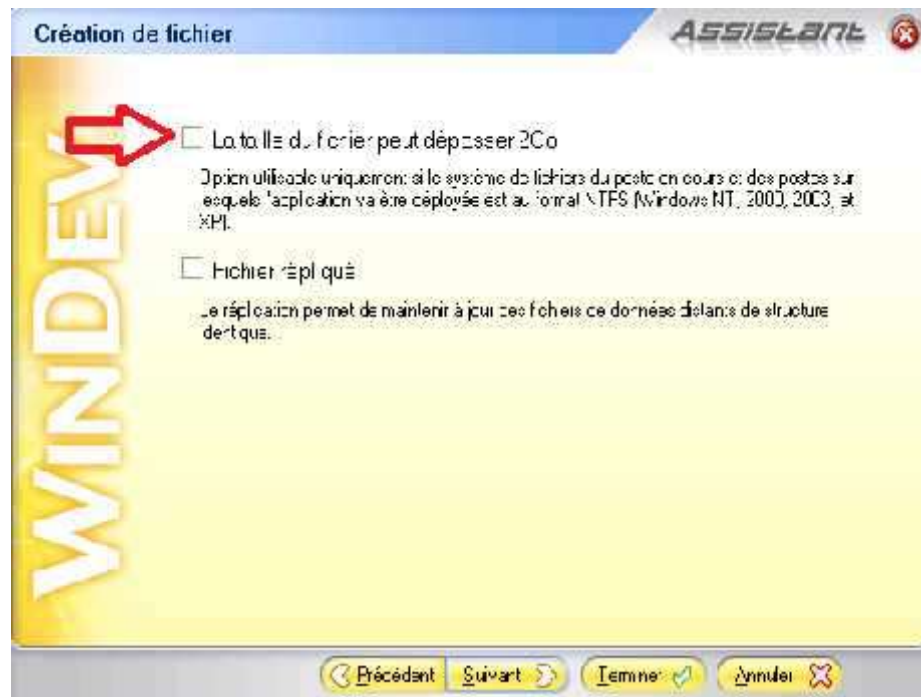 Création de fichier
Assistant
WINDEV
La taille du fichier peut dépasser 2Go
Option utilisable uniquement si le système de fichiers du poste en cours et des postes sur
lesquels l'application va être déployée est au format NTFS (Windows NT, 2000, 2003, et
XP).
Fichier répliqué
La réplication permet de maintenir à jour des fichiers de données distants de structure
identique.
Précédent
Suivant
Terminer
Annuler